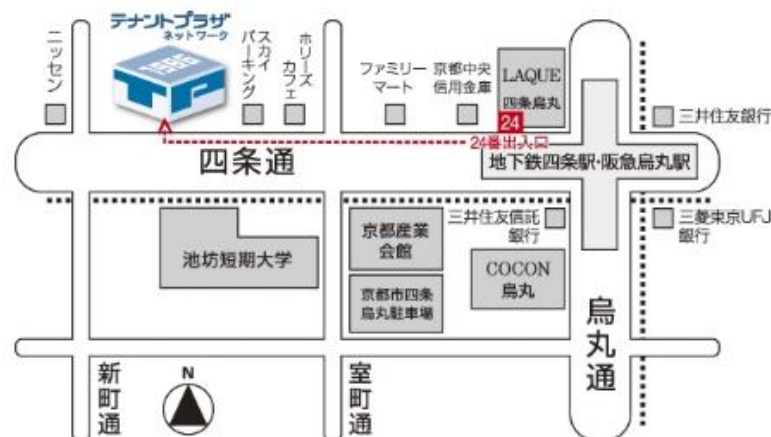 テナントプラザ
ネットワーク
1996
ニッセン
スカイ
パーキング
ホリーズ
カフェ
ファミリー
マート
京都中央
信用金庫
LAQUE
四条烏丸
24
24番出入口
三井住友銀行
四条通
地下鉄四条駅・阪急烏丸駅
池坊短期大学
京都産業
会館
三井住友信託
銀行
三菱東京UFJ
銀行
京都市四条
烏丸駐車場
COCON
烏丸
烏丸通
新町通
N
室町通